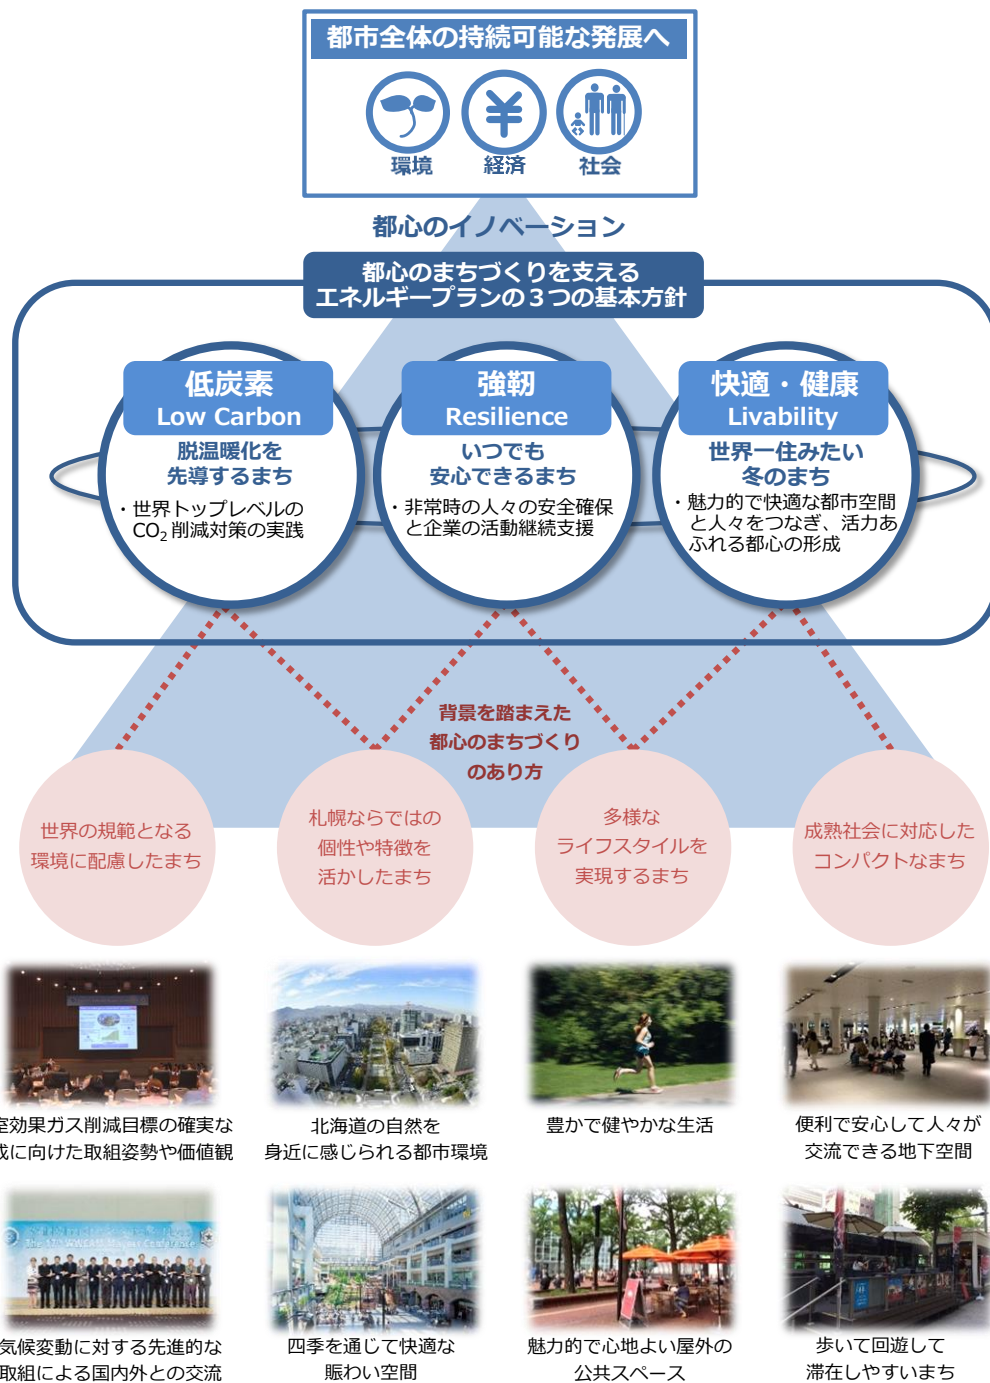 都市全体の持続可能な発展へ
環境
経済
社会
都心のイノベーション
都心のまちづくりを支える
エネルギープランの３つの基本方針
低炭素
Low Carbon
脱温暖化を
先導するまち
・世界トップレベルの
CO₂ 削減対策の実践
強靭
Resilience
いつでも
安心できるまち
・非常時の人々の安全確保
と企業の活動継続支援
快適・健康
Livability
世界一住みたい
冬のまち
・魅力的で快適な都市空間
と人々をつなぎ、活力あ
ふれる都心の形成
背景を踏まえた
都心のまちづくり
のあり方
世界の規範となる
環境に配慮したまち
札幌ならではの
個性や特徴を
活かしたまち
多様な
ライフスタイルを
実現するまち
成熟社会に対応した
コンパクトなまち
室効果ガス削減目標の確実な
成に向けた取組姿勢や価値観
北海道の自然を
身近に感じられる都市環境
豊かで健やかな生活
便利で安心して人々が
交流できる地下空間
気候変動に対する先進的な
取組による国内外との交流
四季を通じて快適な
賑わい空間
魅力的で心地よい屋外の
公共スペース
歩いて回遊して
滞在しやすいまち